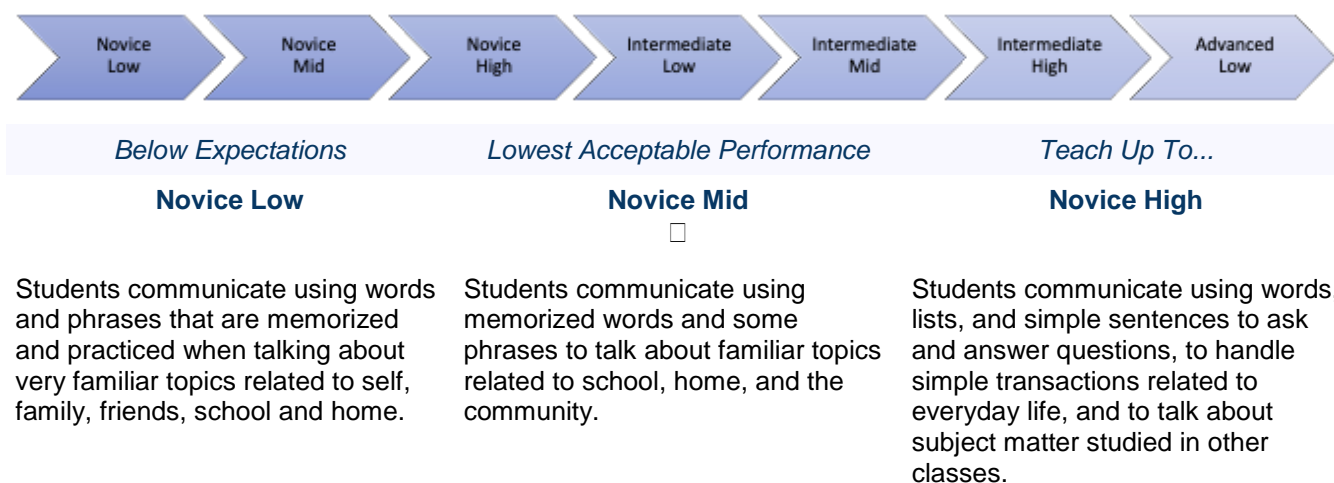 Novice Low
Novice Mid
Novice High
Intermediate Low
Intermediate Mid
Intermediate High
Advanced Low
Below Expectations
Lowest Acceptable Performance
Teach Up To...
Novice Low
Novice Mid
Novice High
Students communicate using words
and phrases that are memorized
and practiced when talking about
very familiar topics related to self,
family, friends, school and home.
Students communicate using
memorized words and some
phrases to talk about familiar topics
related to school, home, and the
community.
Students communicate using words,
lists, and simple sentences to ask
and answer questions, to handle
simple transactions related to
everyday life, and to talk about
subject matter studied in other
classes.